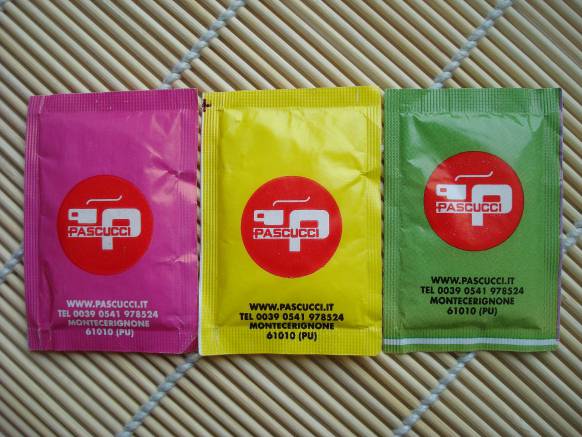 PASCUCCI
WWW.PASCUCCI.IT
TEL 0039 0541 978524
MONTECERIGNONE
61010 (PU)
PASCUCCI
WWW.PASCUCCI.IT
TEL 0039 0541 978524
MONTECERIGNONE
61010 (PU)
PASCUCCI
WWW.PASCUCCI.IT
TEL 0039 0541 978524
MONTECERIGNONE
61010 (PU)